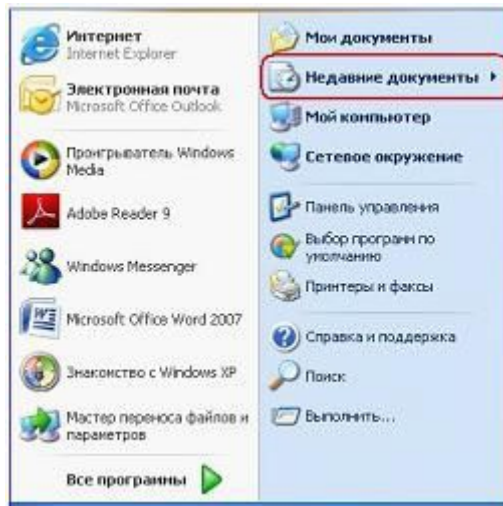 Интернет
Internet Explorer
Электронная почта
Microsoft Office Outlook
Проигрыватель Windows
Media
Adobe Reader 9
Windows Messenger
Microsoft Office Word 2007
Знакомство с Windows XP
Мастер переноса файлов и
параметров
Все программы
Мои документы
Недавние документы
Мой компьютер
Сетевое окружение
Панель управления
Выбор программ по
умолчанию
Принтеры и факсы
Справка и поддержка
Поиск
Выполнить...